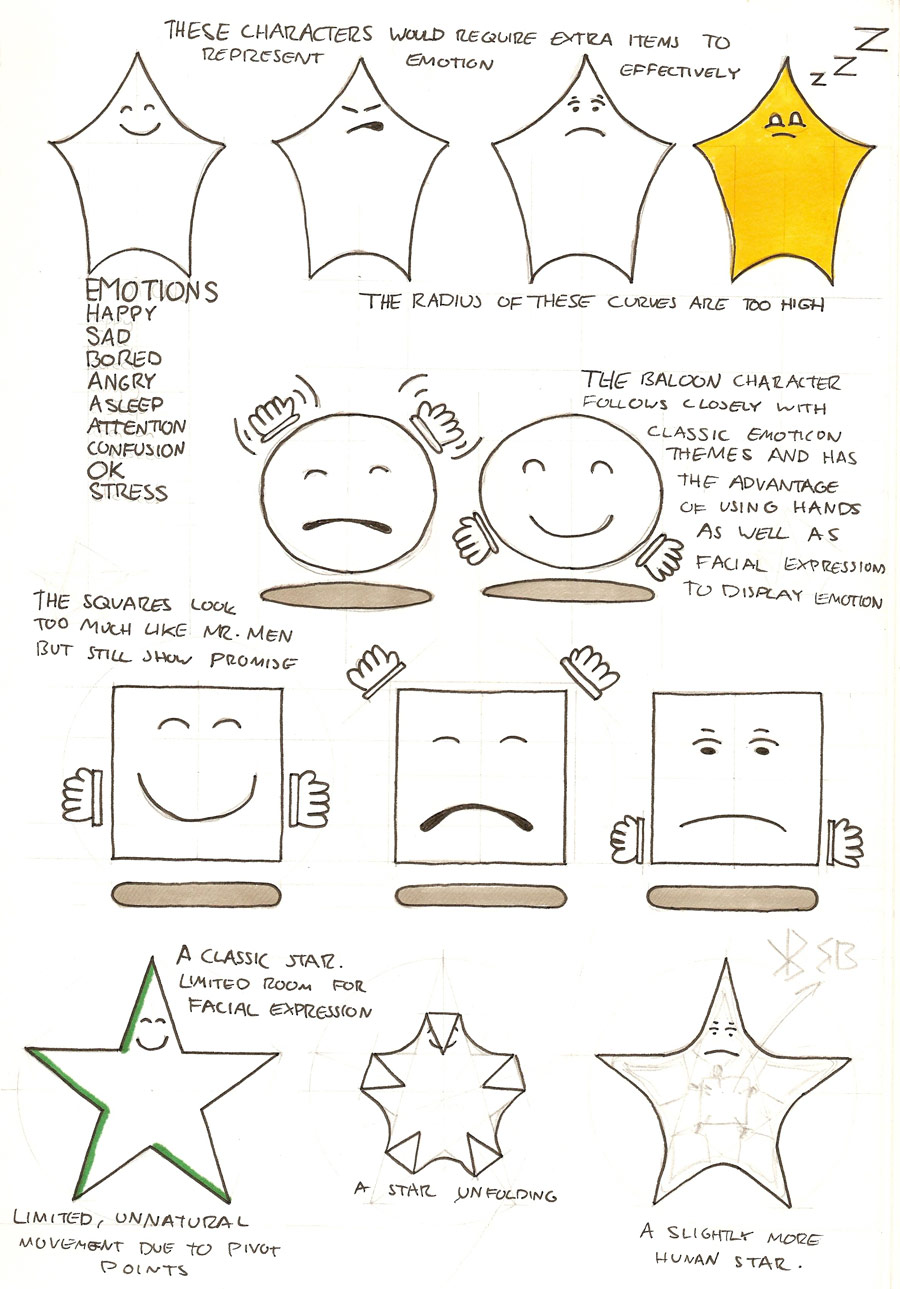 THESE CHARACTERS WOULD REQUIRE EXTRA ITEMS TO
REPRESENT EMOTION EFFECTIVELY
Z Z Z
EMOTIONS
HAPPY
SAD
BORED
ANGRY
ASLEEP
ATTENTION
CONFUSION
OK
STRESS
THE RADIUS OF THESE CURVES ARE TOO HIGH
THE BALOON CHARACTER
FOLLOWS CLOSELY WITH
CLASSIC EMOTICON
THEMES AND HAS
THE ADVANTAGE
OF USING HANDS
AS WELL AS
FACIAL EXPRESSIONS
TO DISPLAY EMOTION
THE SQUARES LOOK
TOO MUCH LIKE MR. MEN
BUT STILL SHOW PROMISE
A CLASSIC STAR.
LIMITED ROOM FOR
FACIAL EXPRESSION
LIMITED, UNNATURAL
MOVEMENT DUE TO PIVOT
POINTS
A STAR UNFOLDING
A SLIGHTLY MORE
HUMAN STAR.